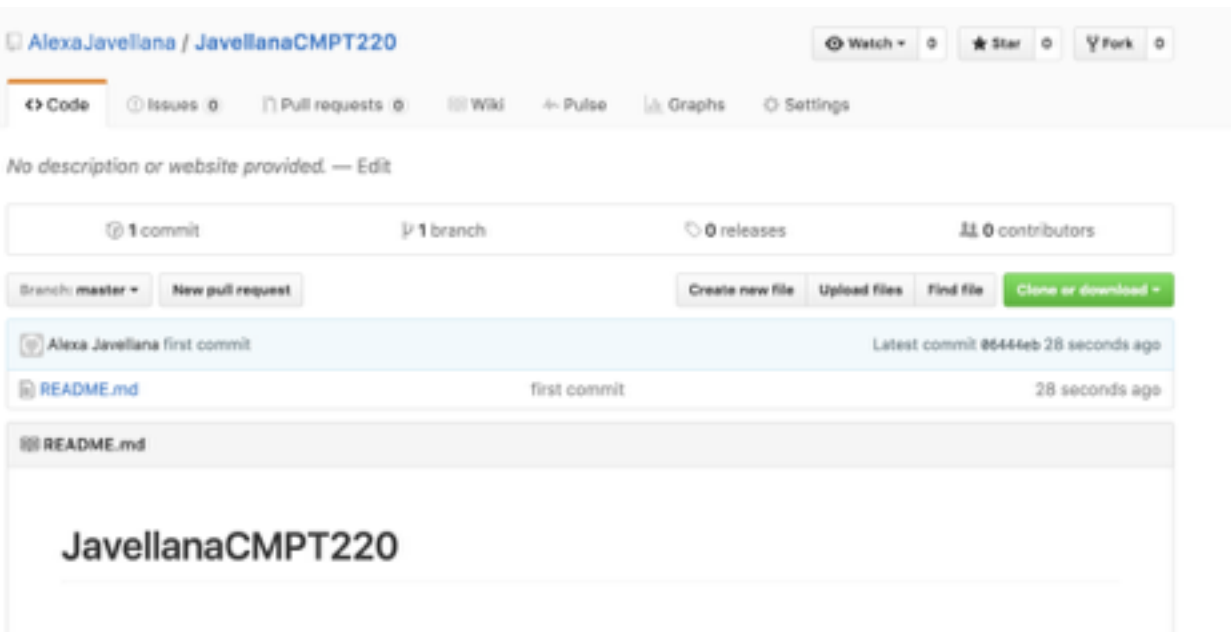 AlexaJavellana / JavellanaCMPT220 Watch 0 Star 0 Fork 0
Code Issues 0 Pull requests 0 Wiki Pulse Graphs Settings
No description or website provided. — Edit
1 commit 1 branch 0 releases 0 contributors
Branch: master New pull request Create new file Upload files Find file Clone or download
Alexa Javellana first commit Latest commit 06444eb 28 seconds ago
README.md first commit 28 seconds ago
README.md
JavellanaCMPT220